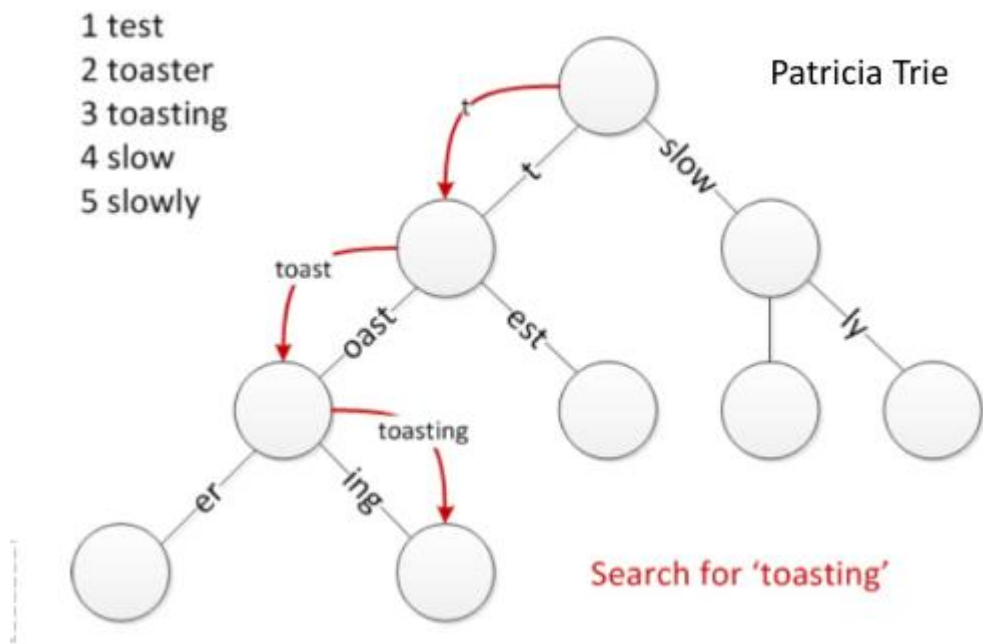 1 test
2 toaster
3 toasting
4 slow
5 slowly
Patricia Trie
t
t
slow
toast
oast
est
ly
toasting
er
ing
Search for ‘toasting’